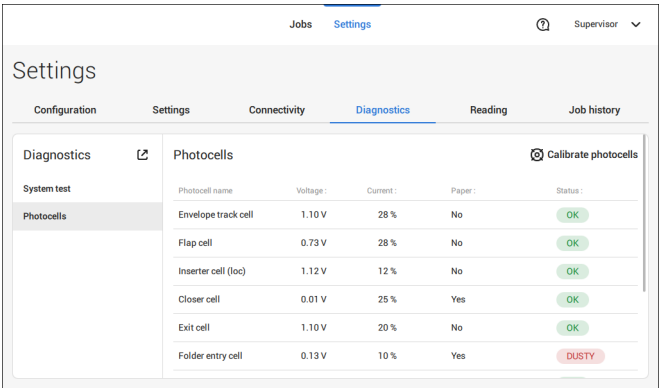 Jobs Settings Supervisor
Settings
Configuration Settings Connectivity Diagnostics Reading Job history
Diagnostics Photocells Calibrate photocells
System test
Photocells
Photocell name Voltage : Current : Paper : Status :
Envelope track cell 1.10 V 28 % No OK
Flap cell 0.73 V 28 % No OK
Inserter cell (loc) 1.12 V 12 % No OK
Closer cell 0.01 V 25 % Yes OK
Exit cell 1.10 V 20 % No OK
Folder entry cell 0.13 V 10 % Yes DUSTY